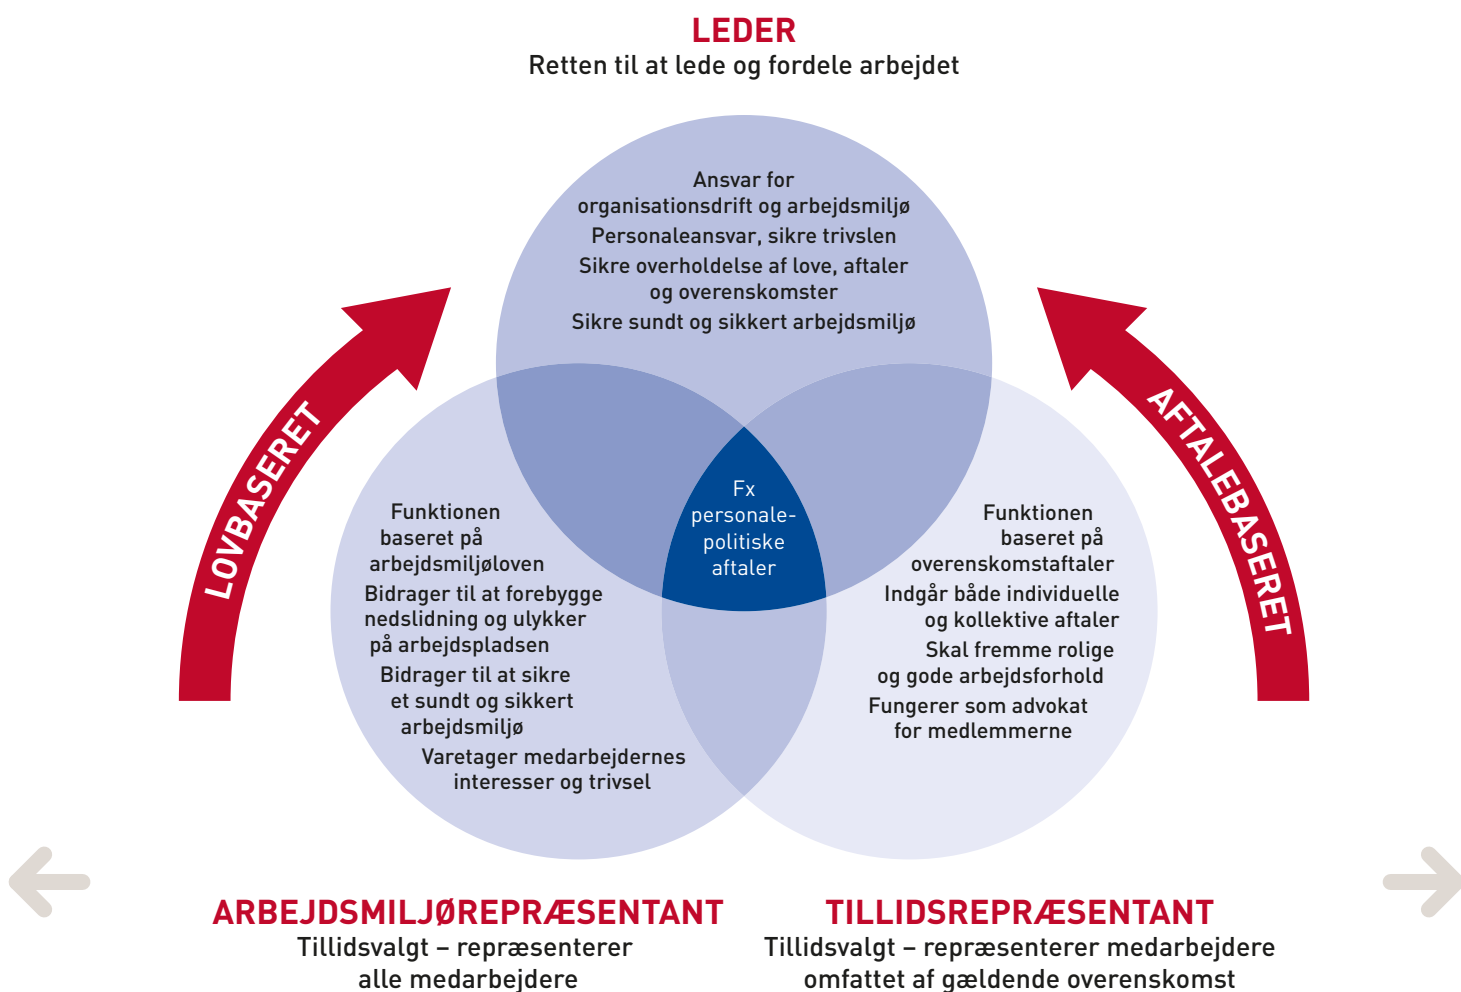 LEDER
Retten til at lede og fordele arbejdet
Ansvar for
organisationsdrift og arbejdsmiljø
Personaleansvar, sikre trivslen
Sikre overholdelse af love, aftaler
og overenskomster
Sikre sundt og sikkert arbejdsmiljø
LOVBASERET
AFTALEBASERET
Fx
personale-
politiske
aftaler
Funktionen
baseret på
arbejdsmiljøloven
Bidrager til at forebygge
nedslidning og ulykker
på arbejdspladsen
Bidrager til at sikre
et sundt og sikkert
arbejdsmiljø
Varetager medarbejdernes
interesser og trivsel
Funktionen
baseret på
overenskomstaftaler
Indgår både individuelle
og kollektive aftaler
Skal fremme rolige
og gode arbejdsforhold
Fungerer som advokat
for medlemmerne
ARBEJDSMILJØREPRÆSENTANT
Tillidsvalgt – repræsenterer
alle medarbejdere
TILLIDSREPRÆSENTANT
Tillidsvalgt – repræsenterer medarbejdere
omfattet af gældende overenskomst